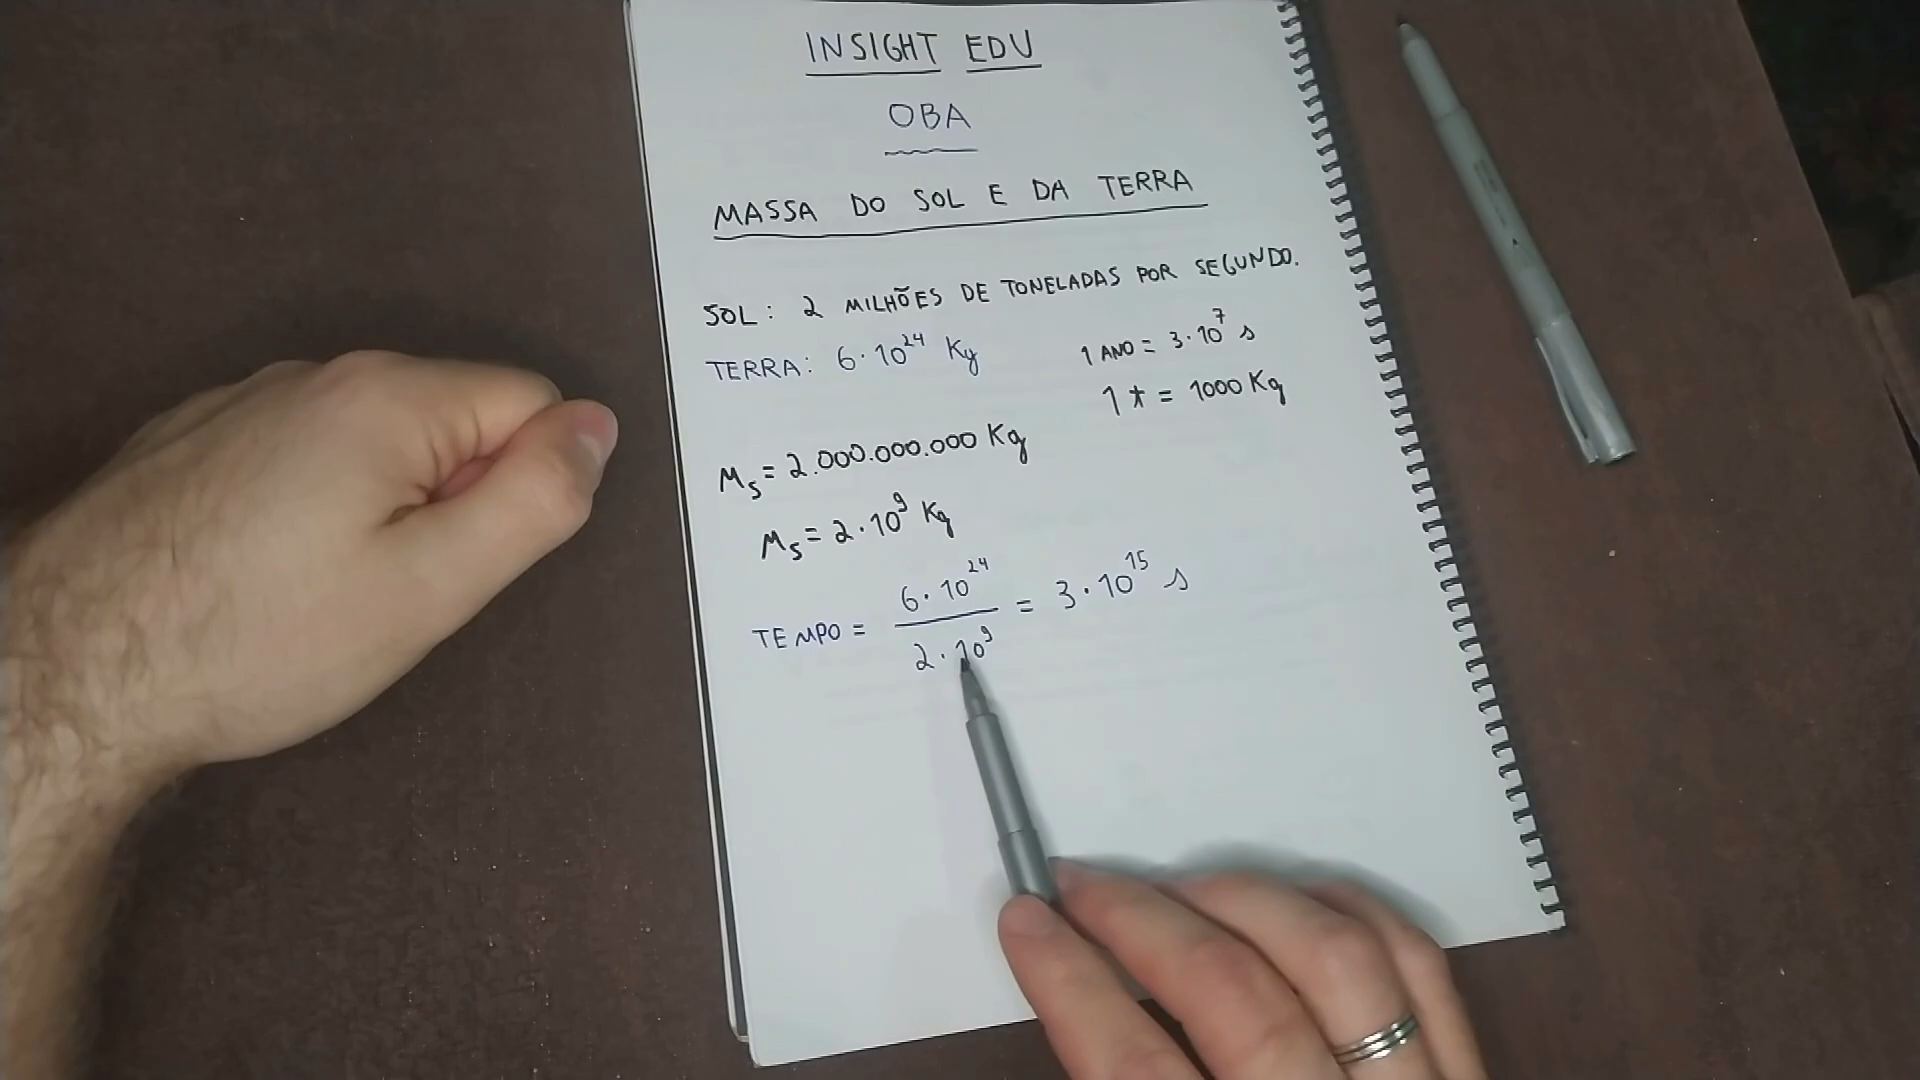 INSIGHT EDU
OBA
MASSA DO SOL E DA TERRA
SOL: 2 MILHÕES DE TONELADAS POR SEGUNDO.
TERRA: 6·10²⁴ Kg
1 ANO = 3·10⁷ s
1 t = 1000 Kg
Ms = 2.000.000.000 Kg
Ms = 2·10⁹ Kg
TEMPO = 6·10²⁴ / 2·10⁹ = 3·10¹⁵ s